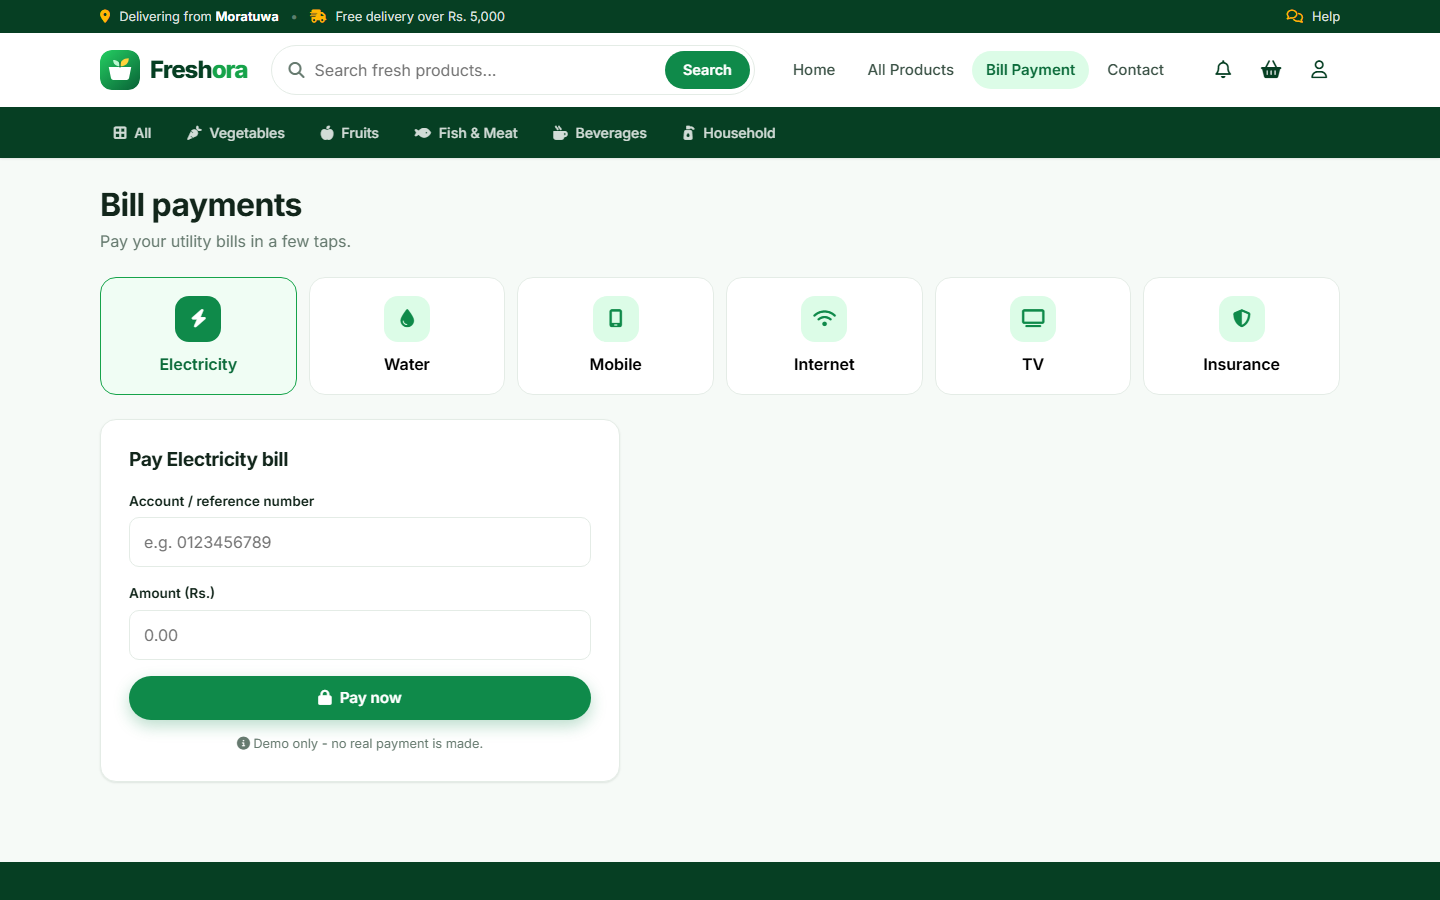 Delivering from Moratuwa • Free delivery over Rs. 5,000 Help
Freshora Search fresh products... Search Home All Products Bill Payment Contact
All Vegetables Fruits Fish & Meat Beverages Household
Bill payments
Pay your utility bills in a few taps.
Electricity Water Mobile Internet TV Insurance
Pay Electricity bill
Account / reference number
e.g. 0123456789
Amount (Rs.)
0.00
Pay now
Demo only - no real payment is made.